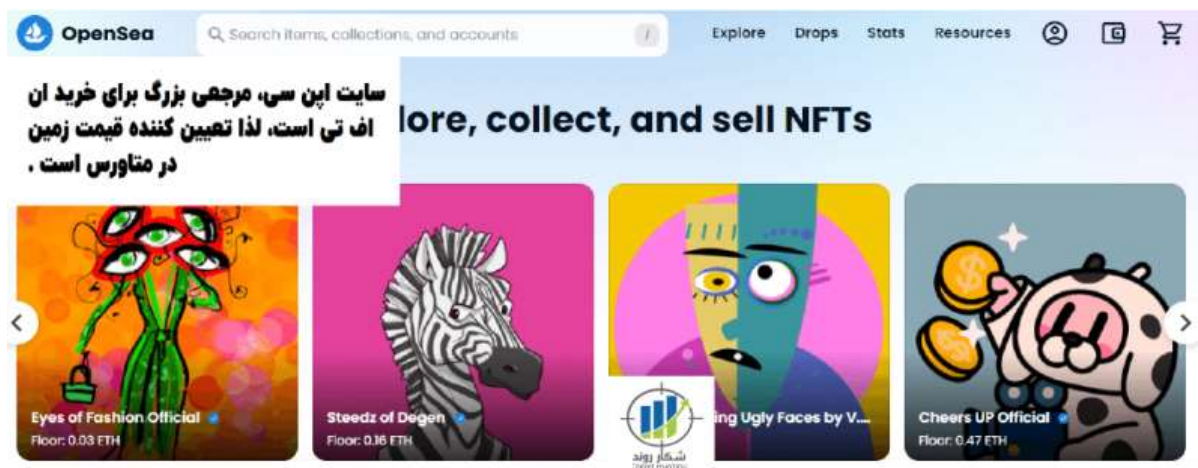 OpenSea
Search items, collections, and accounts
/
Explore Drops Stats Resources
سایت اپن سی، مرجعی بزرگ برای خرید ان
اف تی است، لذا تعیین کننده قیمت زمین
در متاورس است .
lore, collect, and sell NFTs
Eyes of Fashion Official
Floor: 0.03 ETH
Steedz of Degen
Floor: 0.16 ETH
ing Ugly Faces by V....
Cheers UP Official
Floor: 0.47 ETH
شکار روند